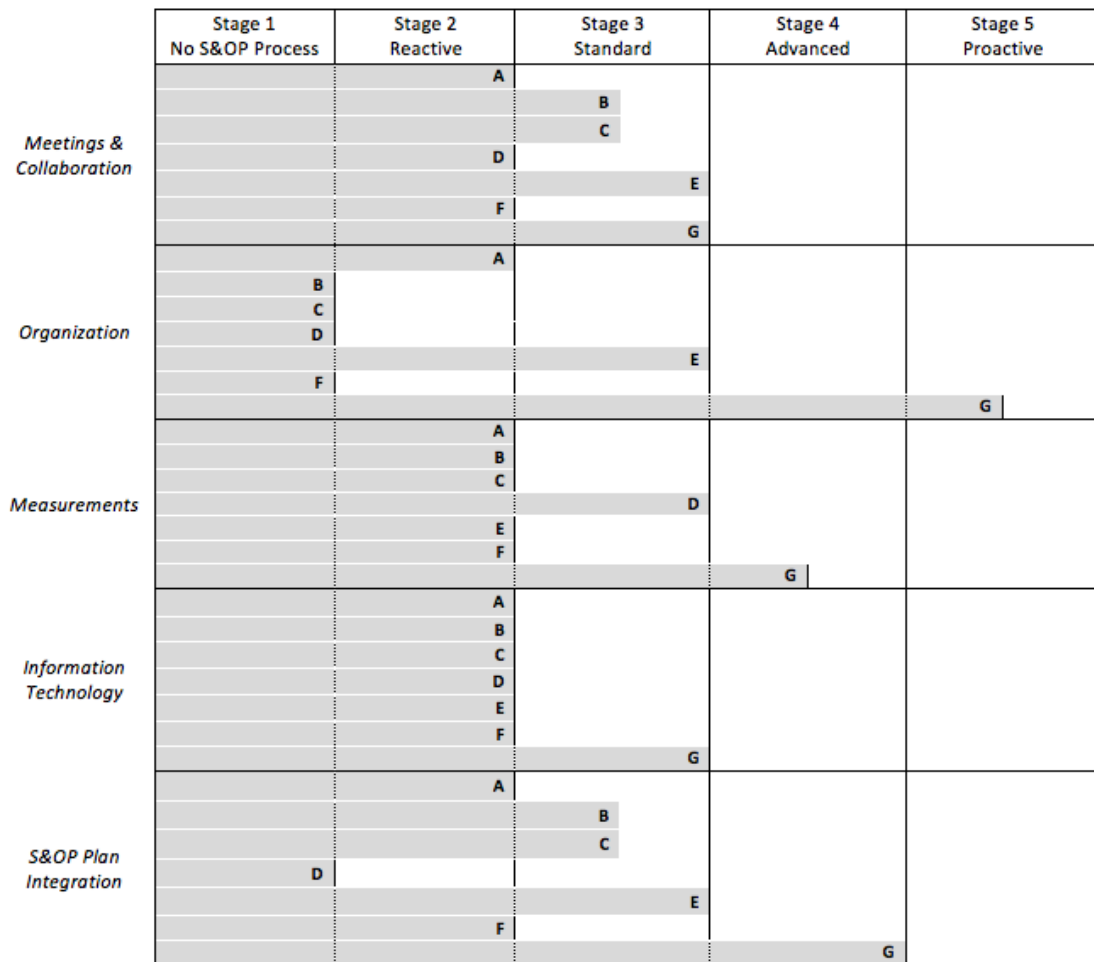 Stage 1
No S&OP Process
Stage 2
Reactive
Stage 3
Standard
Stage 4
Advanced
Stage 5
Proactive
Meetings &
Collaboration
A
B
C
D
E
F
G
Organization
A
B
C
D
E
F
G
Measurements
A
B
C
D
E
F
G
Information
Technology
A
B
C
D
E
F
G
S&OP Plan
Integration
A
B
C
D
E
F
G